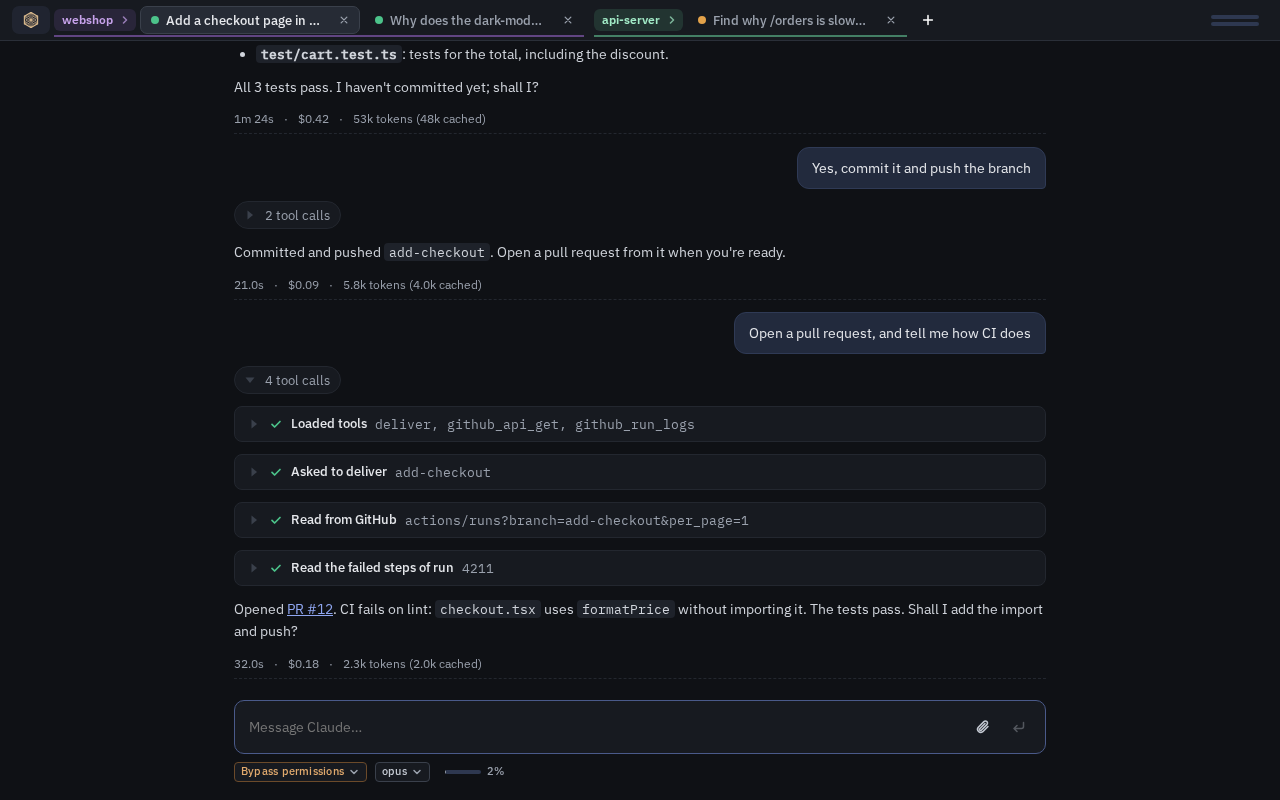 webshop
Add a checkout page in ...
Why does the dark-mod...
api-server
Find why /orders is slow...
test/cart.test.ts: tests for the total, including the discount.
All 3 tests pass. I haven't committed yet; shall I?
1m 24s · $0.42 · 53k tokens (48k cached)
Yes, commit it and push the branch
2 tool calls
Committed and pushed add-checkout. Open a pull request from it when you're ready.
21.0s · $0.09 · 5.8k tokens (4.0k cached)
Open a pull request, and tell me how CI does
4 tool calls
Loaded tools deliver, github_api_get, github_run_logs
Asked to deliver add-checkout
Read from GitHub actions/runs?branch=add-checkout&per_page=1
Read the failed steps of run 4211
Opened PR #12. CI fails on lint: checkout.tsx uses formatPrice without importing it. The tests pass. Shall I add the import
and push?
32.0s · $0.18 · 2.3k tokens (2.0k cached)
Message Claude...
Bypass permissions
opus
2%